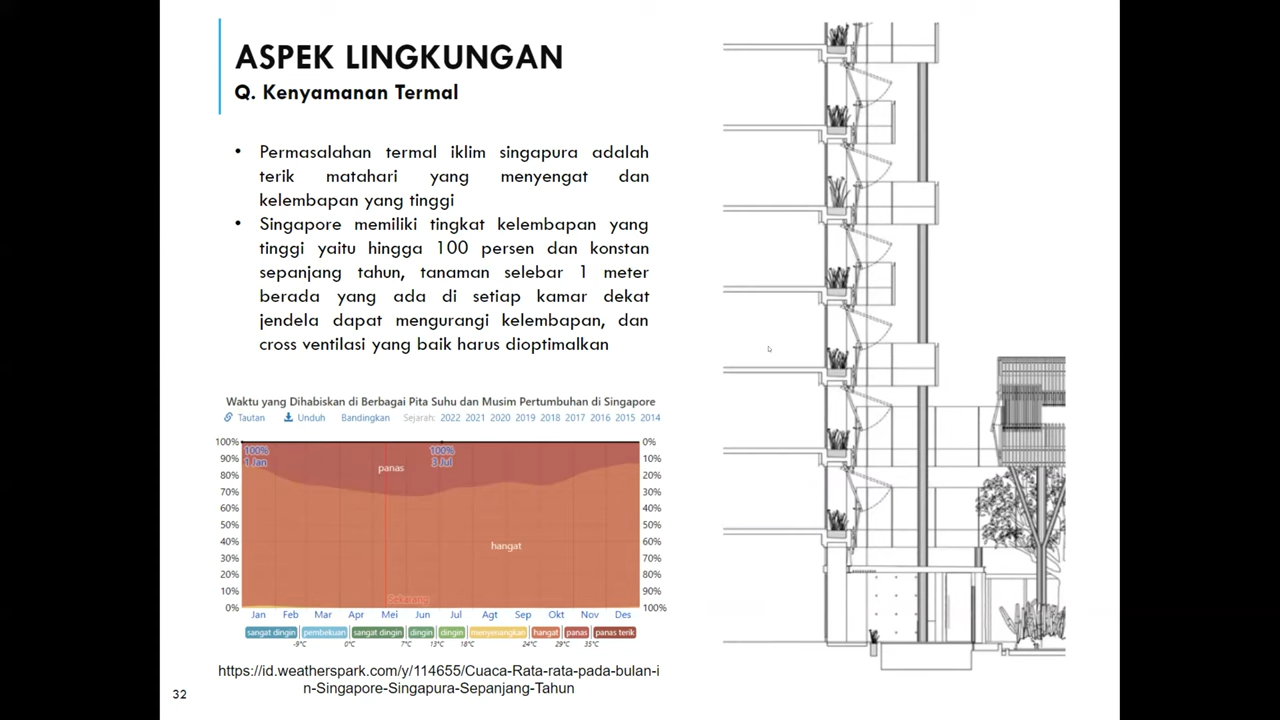 ASPEK LINGKUNGAN
Q. Kenyamanan Termal
• Permasalahan termal iklim singapura adalah
terik matahari yang menyengat dan
kelembapan yang tinggi
• Singapore memiliki tingkat kelembapan yang
tinggi yaitu hingga 100 persen dan konstan
sepanjang tahun, tanaman selebar 1 meter
berada yang ada di setiap kamar dekat
jendela dapat mengurangi kelembapan, dan
cross ventilasi yang baik harus dioptimalkan
Waktu yang Dihabiskan di Berbagai Pita Suhu dan Musim Pertumbuhan di Singapore
Tautan Unduh Bandingkan Sejarah: 2022 2021 2020 2019 2018 2017 2016 2015 2014
100% 0%
100% 100%
1 Jan 3 Jul
90% 10%
panas
80% 20%
70% 30%
60% 40%
50% 50%
hangat
40% 60%
30% 70%
20% 80%
10% 90%
Sekarang
0% 100%
Jan Feb Mar Apr Mei Jun Jul Agt Sep Okt Nov Des
sangat dingin pembekuan sangat dingin dingin dingin menyenangkan hangat panas panas terik
-9°C 0°C 7°C 13°C 18°C 24°C 29°C 35°C
https://id.weatherspark.com/y/114655/Cuaca-Rata-rata-pada-bulan-i
n-Singapore-Singapura-Sepanjang-Tahun
32